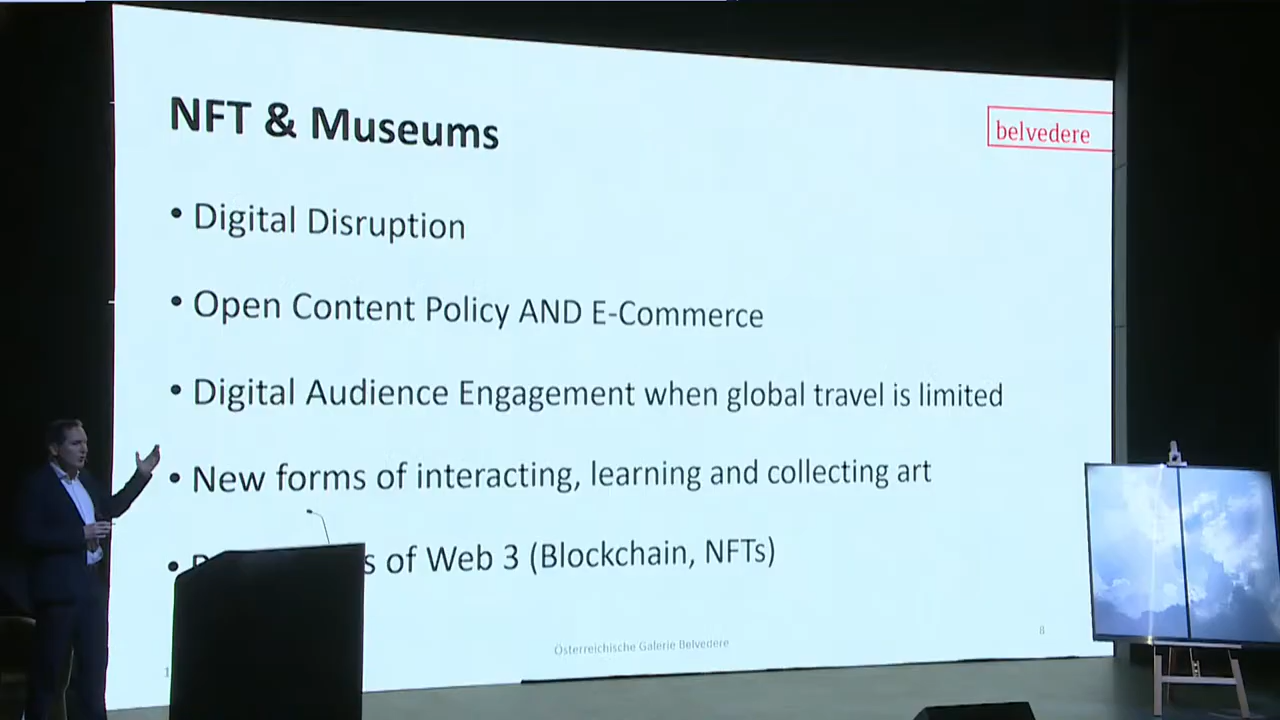 NFT & Museums
belvedere
• Digital Disruption
• Open Content Policy AND E-Commerce
• Digital Audience Engagement when global travel is limited
• New forms of interacting, learning and collecting art
• of Web 3 (Blockchain, NFTs)
Österreichische Galerie Belvedere
8
1